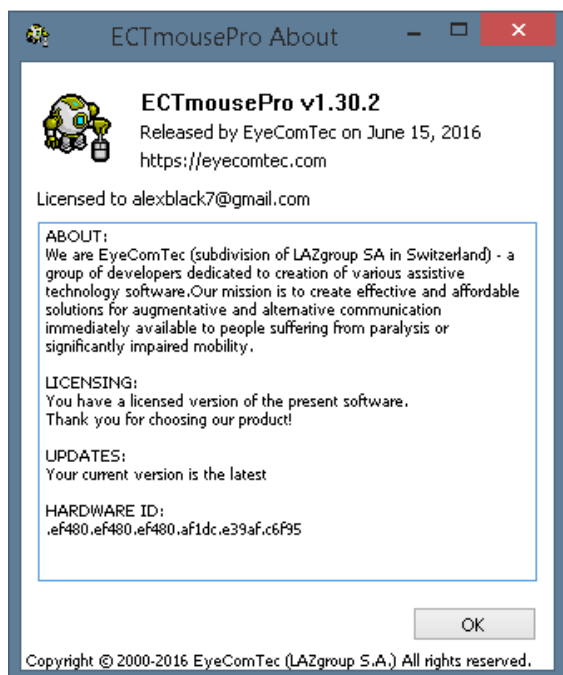 ECTmousePro About
ECTmousePro v1.30.2
Released by EyeComTec on June 15, 2016
https://eyecomtec.com
Licensed to alexblack7@gmail.com
ABOUT:
We are EyeComTec (subdivision of LAZgroup SA in Switzerland) - a
group of developers dedicated to creation of various assistive
technology software.Our mission is to create effective and affordable
solutions for augmentative and alternative communication
immediately available to people suffering from paralysis or
significantly impaired mobility.
LICENSING:
You have a licensed version of the present software.
Thank you for choosing our product!
UPDATES:
Your current version is the latest
HARDWARE ID:
.ef480.ef480.ef480.af1dc.e39af.c6f95
OK
Copyright © 2000-2016 EyeComTec (LAZgroup S.A.) All rights reserved.